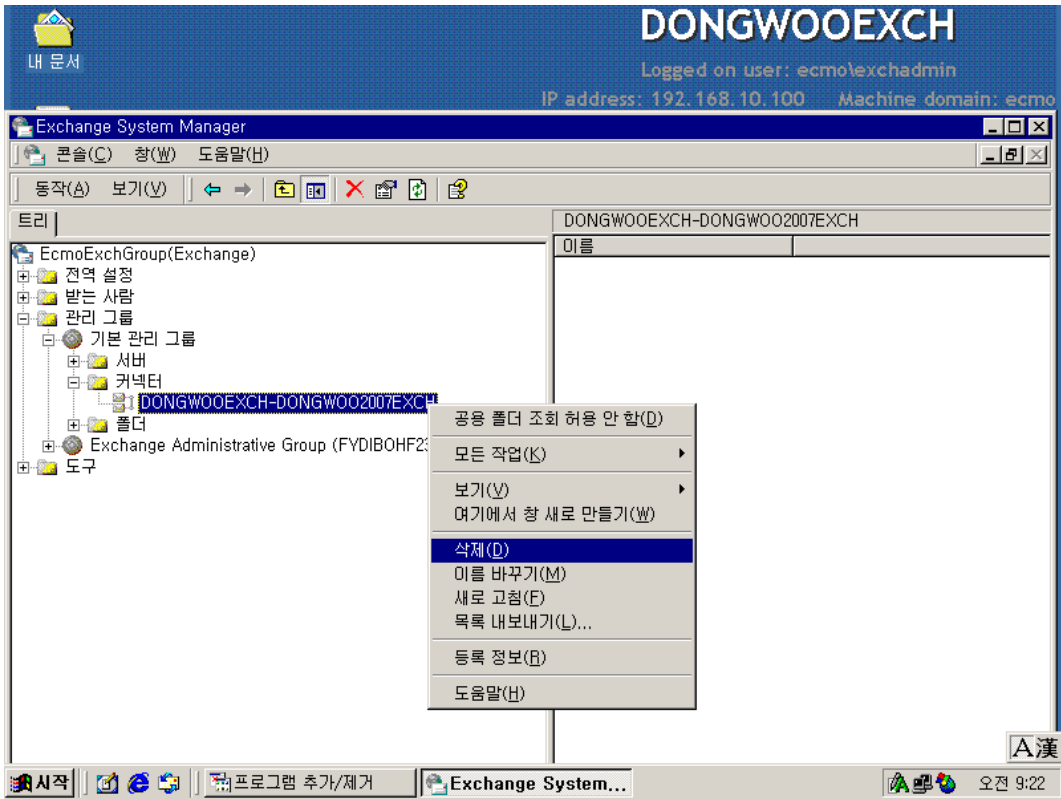 내 문서
DONGWOOEXCH
Logged on user: ecmo\exchadmin
IP address: 192.168.10.100 Machine domain: ecmo
Exchange System Manager
콘솔(C) 창(W) 도움말(H)
동작(A) 보기(V)
트리
DONGWOOEXCH-DONGWOO2007EXCH
이름
EcmoExchGroup(Exchange)
전역 설정
받는 사람
관리 그룹
기본 관리 그룹
서버
커넥터
DONGWOOEXCH-DONGWOO2007EXCH
폴더
Exchange Administrative Group (FYDIBOHF23
도구
공용 폴더 조회 허용 안 함(D)
모든 작업(K)
보기(V)
여기에서 창 새로 만들기(W)
삭제(D)
이름 바꾸기(M)
새로 고침(F)
목록 내보내기(L)...
등록 정보(R)
도움말(H)
A漢
시작 프로그램 추가/제거 Exchange System... 오전 9:22